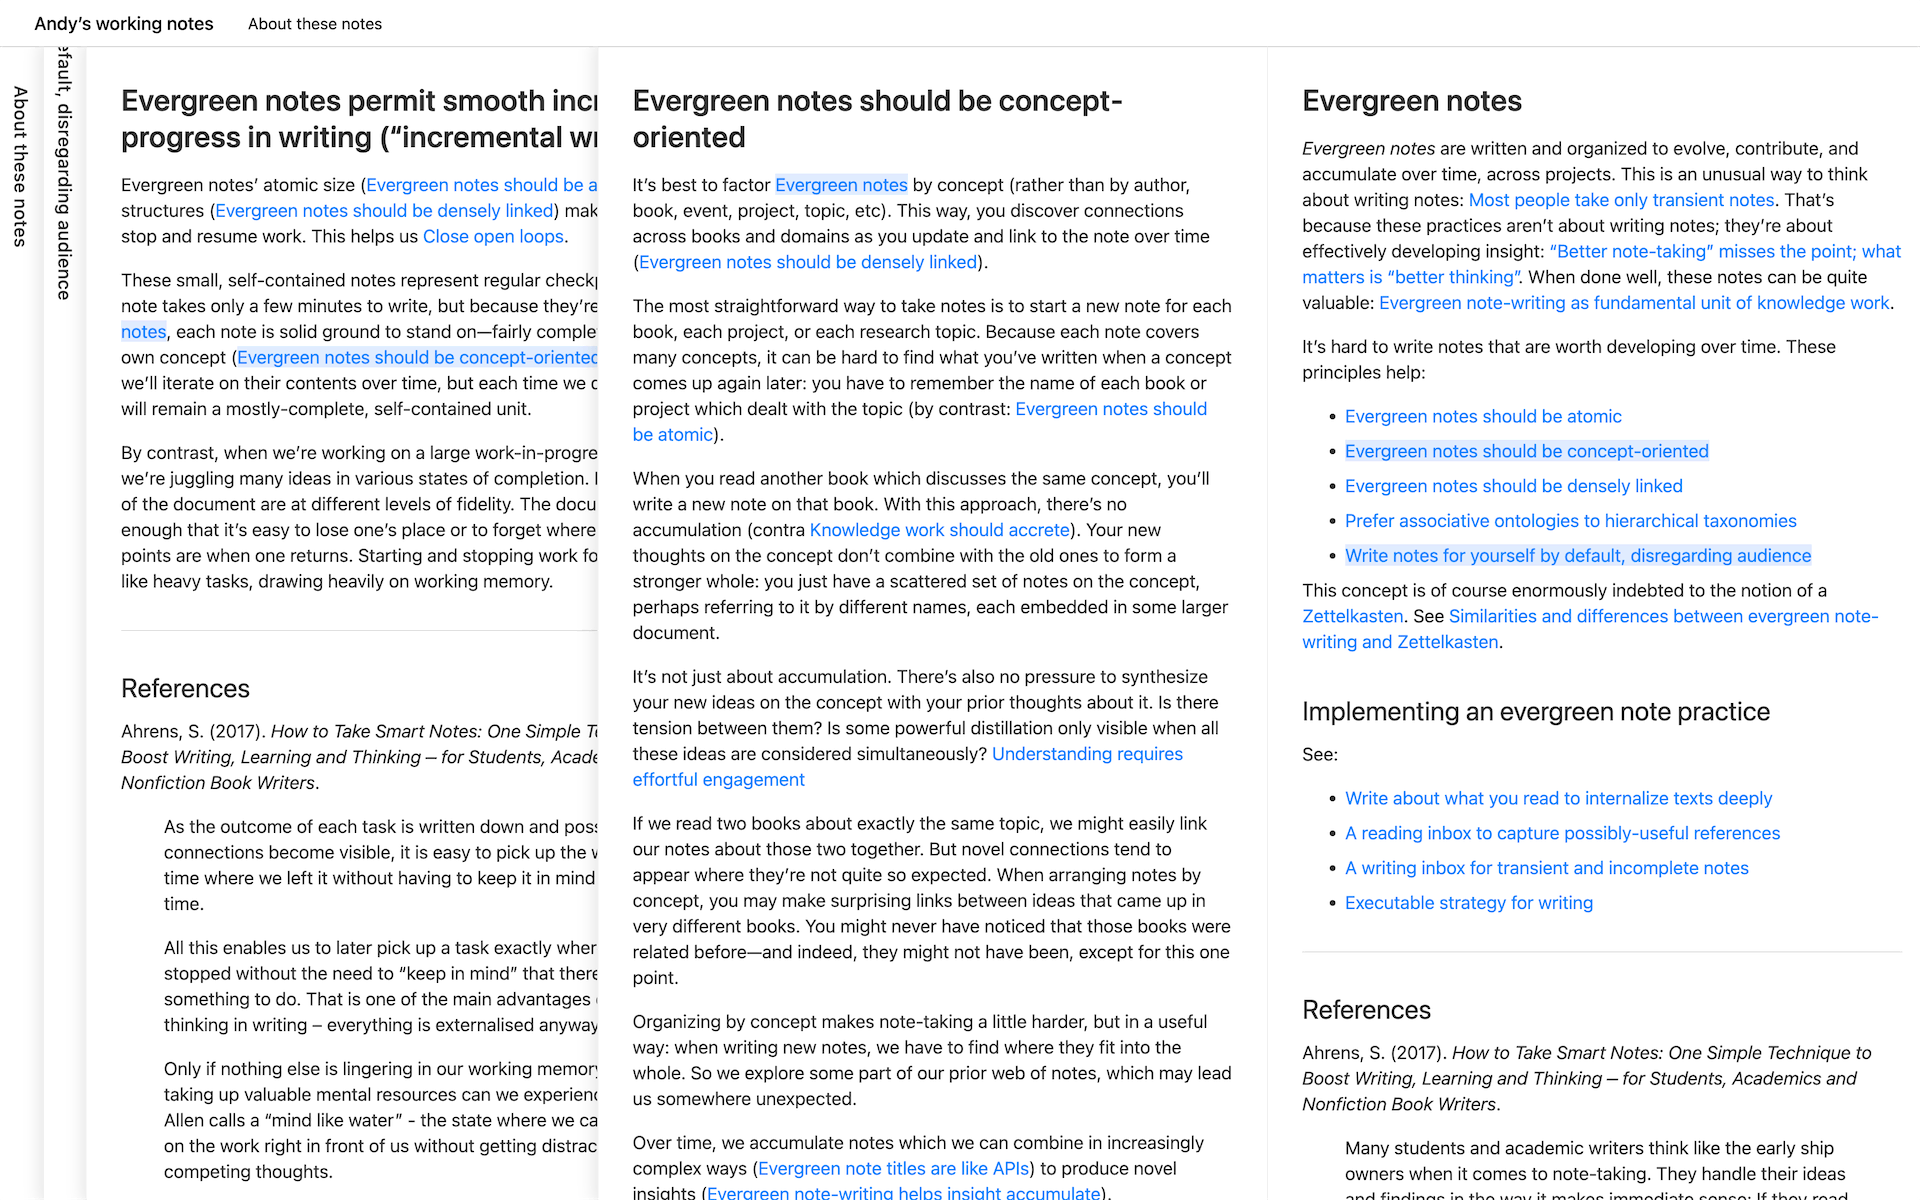 Andy’s working notes
About these notes
About these notes
efault, disregarding audience
Evergreen notes permit smooth incr
progress in writing (“incremental wr
Evergreen notes’ atomic size (Evergreen notes should be a
structures (Evergreen notes should be densely linked) mak
stop and resume work. This helps us Close open loops.
These small, self-contained notes represent regular checkp
note takes only a few minutes to write, but because they’re
notes, each note is solid ground to stand on—fairly comple
own concept (Evergreen notes should be concept-oriented
we’ll iterate on their contents over time, but each time we d
will remain a mostly-complete, self-contained unit.
By contrast, when we’re working on a large work-in-progre
we’re juggling many ideas in various states of completion.
of the document are at different levels of fidelity. The docu
enough that it’s easy to lose one’s place or to forget where
points are when one returns. Starting and stopping work fo
like heavy tasks, drawing heavily on working memory.
References
Ahrens, S. (2017). How to Take Smart Notes: One Simple Te
Boost Writing, Learning and Thinking – for Students, Acade
Nonfiction Book Writers.
As the outcome of each task is written down and poss
connections become visible, it is easy to pick up the w
time where we left it without having to keep it in mind
time.
All this enables us to later pick up a task exactly wher
stopped without the need to “keep in mind” that there
something to do. That is one of the main advantages
thinking in writing – everything is externalised anyway
Only if nothing else is lingering in our working memory
taking up valuable mental resources can we experienc
Allen calls a “mind like water” - the state where we ca
on the work right in front of us without getting distrac
competing thoughts.
Evergreen notes should be concept-
oriented
It’s best to factor Evergreen notes by concept (rather than by author,
book, event, project, topic, etc). This way, you discover connections
across books and domains as you update and link to the note over time
(Evergreen notes should be densely linked).
The most straightforward way to take notes is to start a new note for each
book, each project, or each research topic. Because each note covers
many concepts, it can be hard to find what you’ve written when a concept
comes up again later: you have to remember the name of each book or
project which dealt with the topic (by contrast: Evergreen notes should
be atomic).
When you read another book which discusses the same concept, you’ll
write a new note on that book. With this approach, there’s no
accumulation (contra Knowledge work should accrete). Your new
thoughts on the concept don’t combine with the old ones to form a
stronger whole: you just have a scattered set of notes on the concept,
perhaps referring to it by different names, each embedded in some larger
document.
It’s not just about accumulation. There’s also no pressure to synthesize
your new ideas on the concept with your prior thoughts about it. Is there
tension between them? Is some powerful distillation only visible when all
these ideas are considered simultaneously? Understanding requires
effortful engagement
If we read two books about exactly the same topic, we might easily link
our notes about those two together. But novel connections tend to
appear where they’re not quite so expected. When arranging notes by
concept, you may make surprising links between ideas that came up in
very different books. You might never have noticed that those books were
related before—and indeed, they might not have been, except for this one
point.
Organizing by concept makes note-taking a little harder, but in a useful
way: when writing new notes, we have to find where they fit into the
whole. So we explore some part of our prior web of notes, which may lead
us somewhere unexpected.
Over time, we accumulate notes which we can combine in increasingly
complex ways (Evergreen note titles are like APIs) to produce novel
insights (Evergreen note-writing helps insight accumulate).
Evergreen notes
Evergreen notes are written and organized to evolve, contribute, and
accumulate over time, across projects. This is an unusual way to think
about writing notes: Most people take only transient notes. That’s
because these practices aren’t about writing notes; they’re about
effectively developing insight: “Better note-taking” misses the point; what
matters is “better thinking”. When done well, these notes can be quite
valuable: Evergreen note-writing as fundamental unit of knowledge work.
It’s hard to write notes that are worth developing over time. These
principles help:
• Evergreen notes should be atomic
• Evergreen notes should be concept-oriented
• Evergreen notes should be densely linked
• Prefer associative ontologies to hierarchical taxonomies
• Write notes for yourself by default, disregarding audience
This concept is of course enormously indebted to the notion of a
Zettelkasten. See Similarities and differences between evergreen note-
writing and Zettelkasten.
Implementing an evergreen note practice
See:
• Write about what you read to internalize texts deeply
• A reading inbox to capture possibly-useful references
• A writing inbox for transient and incomplete notes
• Executable strategy for writing
References
Ahrens, S. (2017). How to Take Smart Notes: One Simple Technique to
Boost Writing, Learning and Thinking – for Students, Academics and
Nonfiction Book Writers.
Many students and academic writers think like the early ship
owners when it comes to note-taking. They handle their ideas
and findings in the way it makes immediate sense: If they read